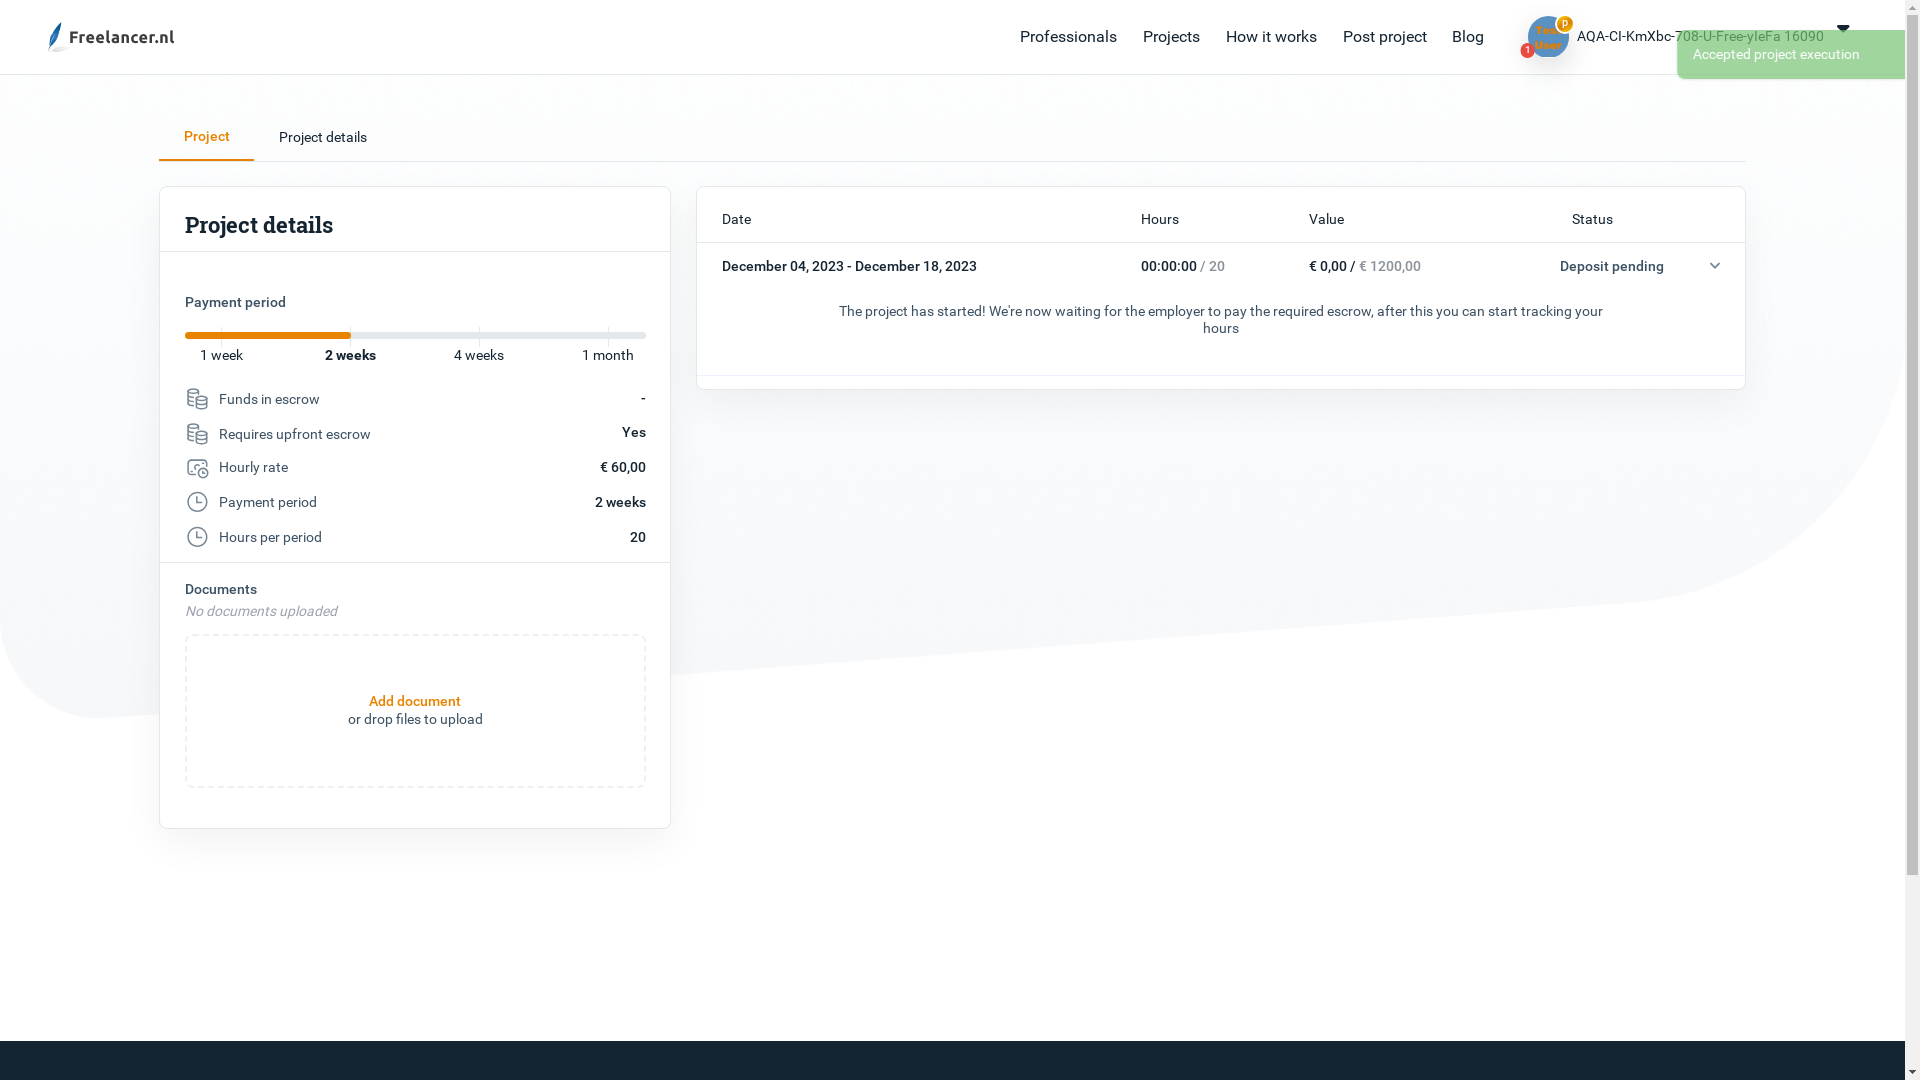 Freelancer.nl
Professionals
Projects
How it works
Post project
Blog
p
1
AQA-CI-KmXbc-708-U-Free-yIeFa 16090
Accepted project execution
Project
Project details
Project details
Payment period
1 week
2 weeks
4 weeks
1 month
Funds in escrow
-
Requires upfront escrow
Yes
Hourly rate
€ 60,00
Payment period
2 weeks
Hours per period
20
Documents
No documents uploaded
Add document
or drop files to upload
Date
Hours
Value
Status
December 04, 2023 - December 18, 2023
00:00:00 / 20
€ 0,00 / € 1200,00
Deposit pending
The project has started! We're now waiting for the employer to pay the required escrow, after this you can start tracking your
hours